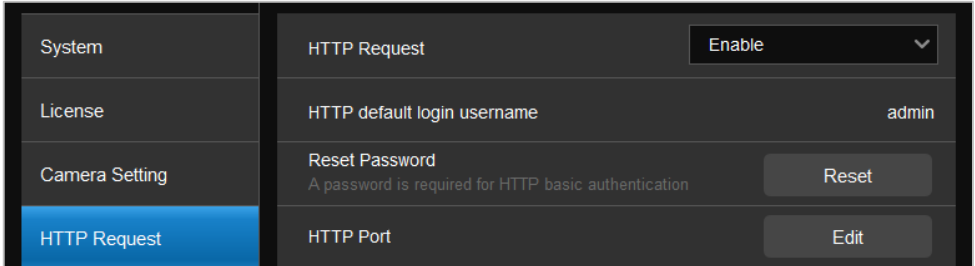 System
License
Camera Setting
HTTP Request
HTTP Request
Enable
HTTP default login username
admin
Reset Password
A password is required for HTTP basic authentication
Reset
HTTP Port
Edit